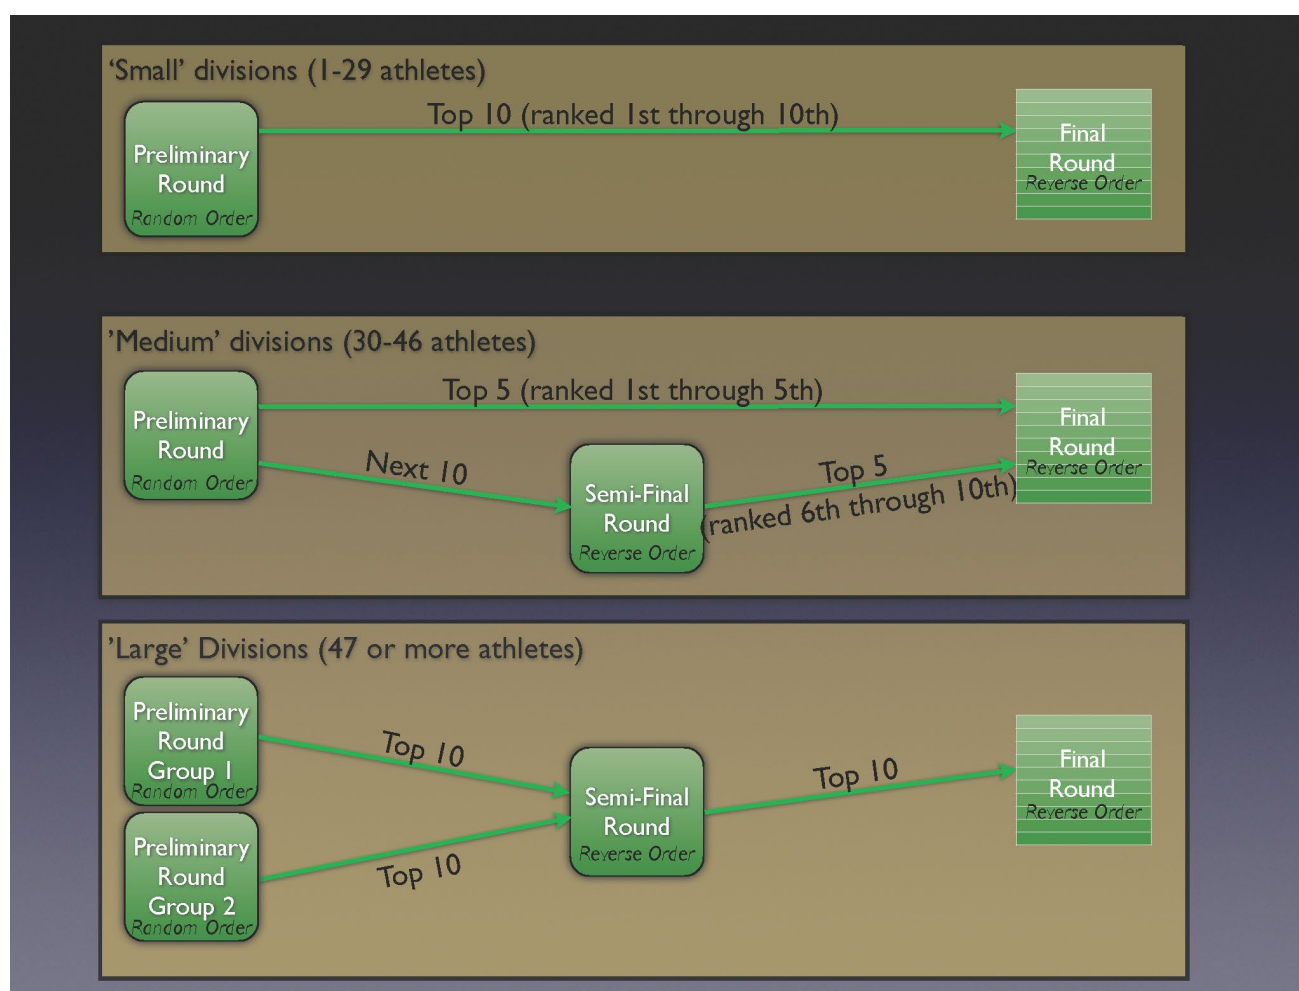 ‘Small’ divisions (1-29 athletes)
Top 10 (ranked 1st through 10th)
Preliminary
Round
Random Order
Final
Round
Reverse Order
’Medium’ divisions (30-46 athletes)
Top 5 (ranked 1st through 5th)
Preliminary
Round
Random Order
Next 10
Semi-Final
Round
Reverse Order
Top 5
(ranked 6th through 10th)
Final
Round
Reverse Order
’Large’ Divisions (47 or more athletes)
Preliminary
Round
Group 1
Random Order
Top 10
Preliminary
Round
Group 2
Random Order
Top 10
Semi-Final
Round
Reverse Order
Top 10
Final
Round
Reverse Order